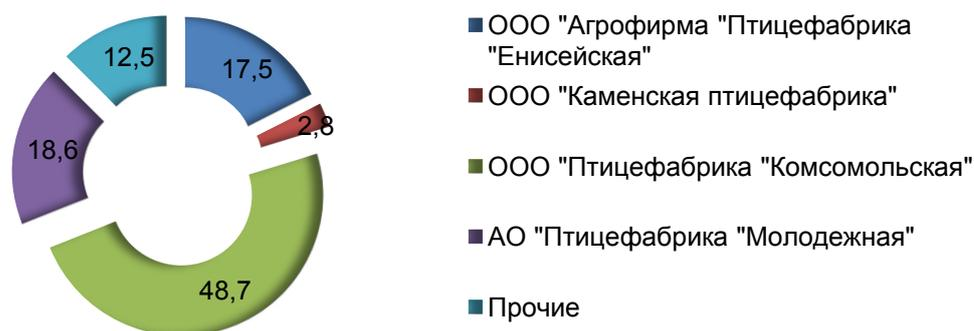 12,5
17,5
2,8
18,6
48,7
ООО "Агрофирма "Птицефабрика
"Енисейская"
ООО "Каменская птицефабрика"
ООО "Птицефабрика "Комсомольская"
АО "Птицефабрика "Молодежная"
Прочие